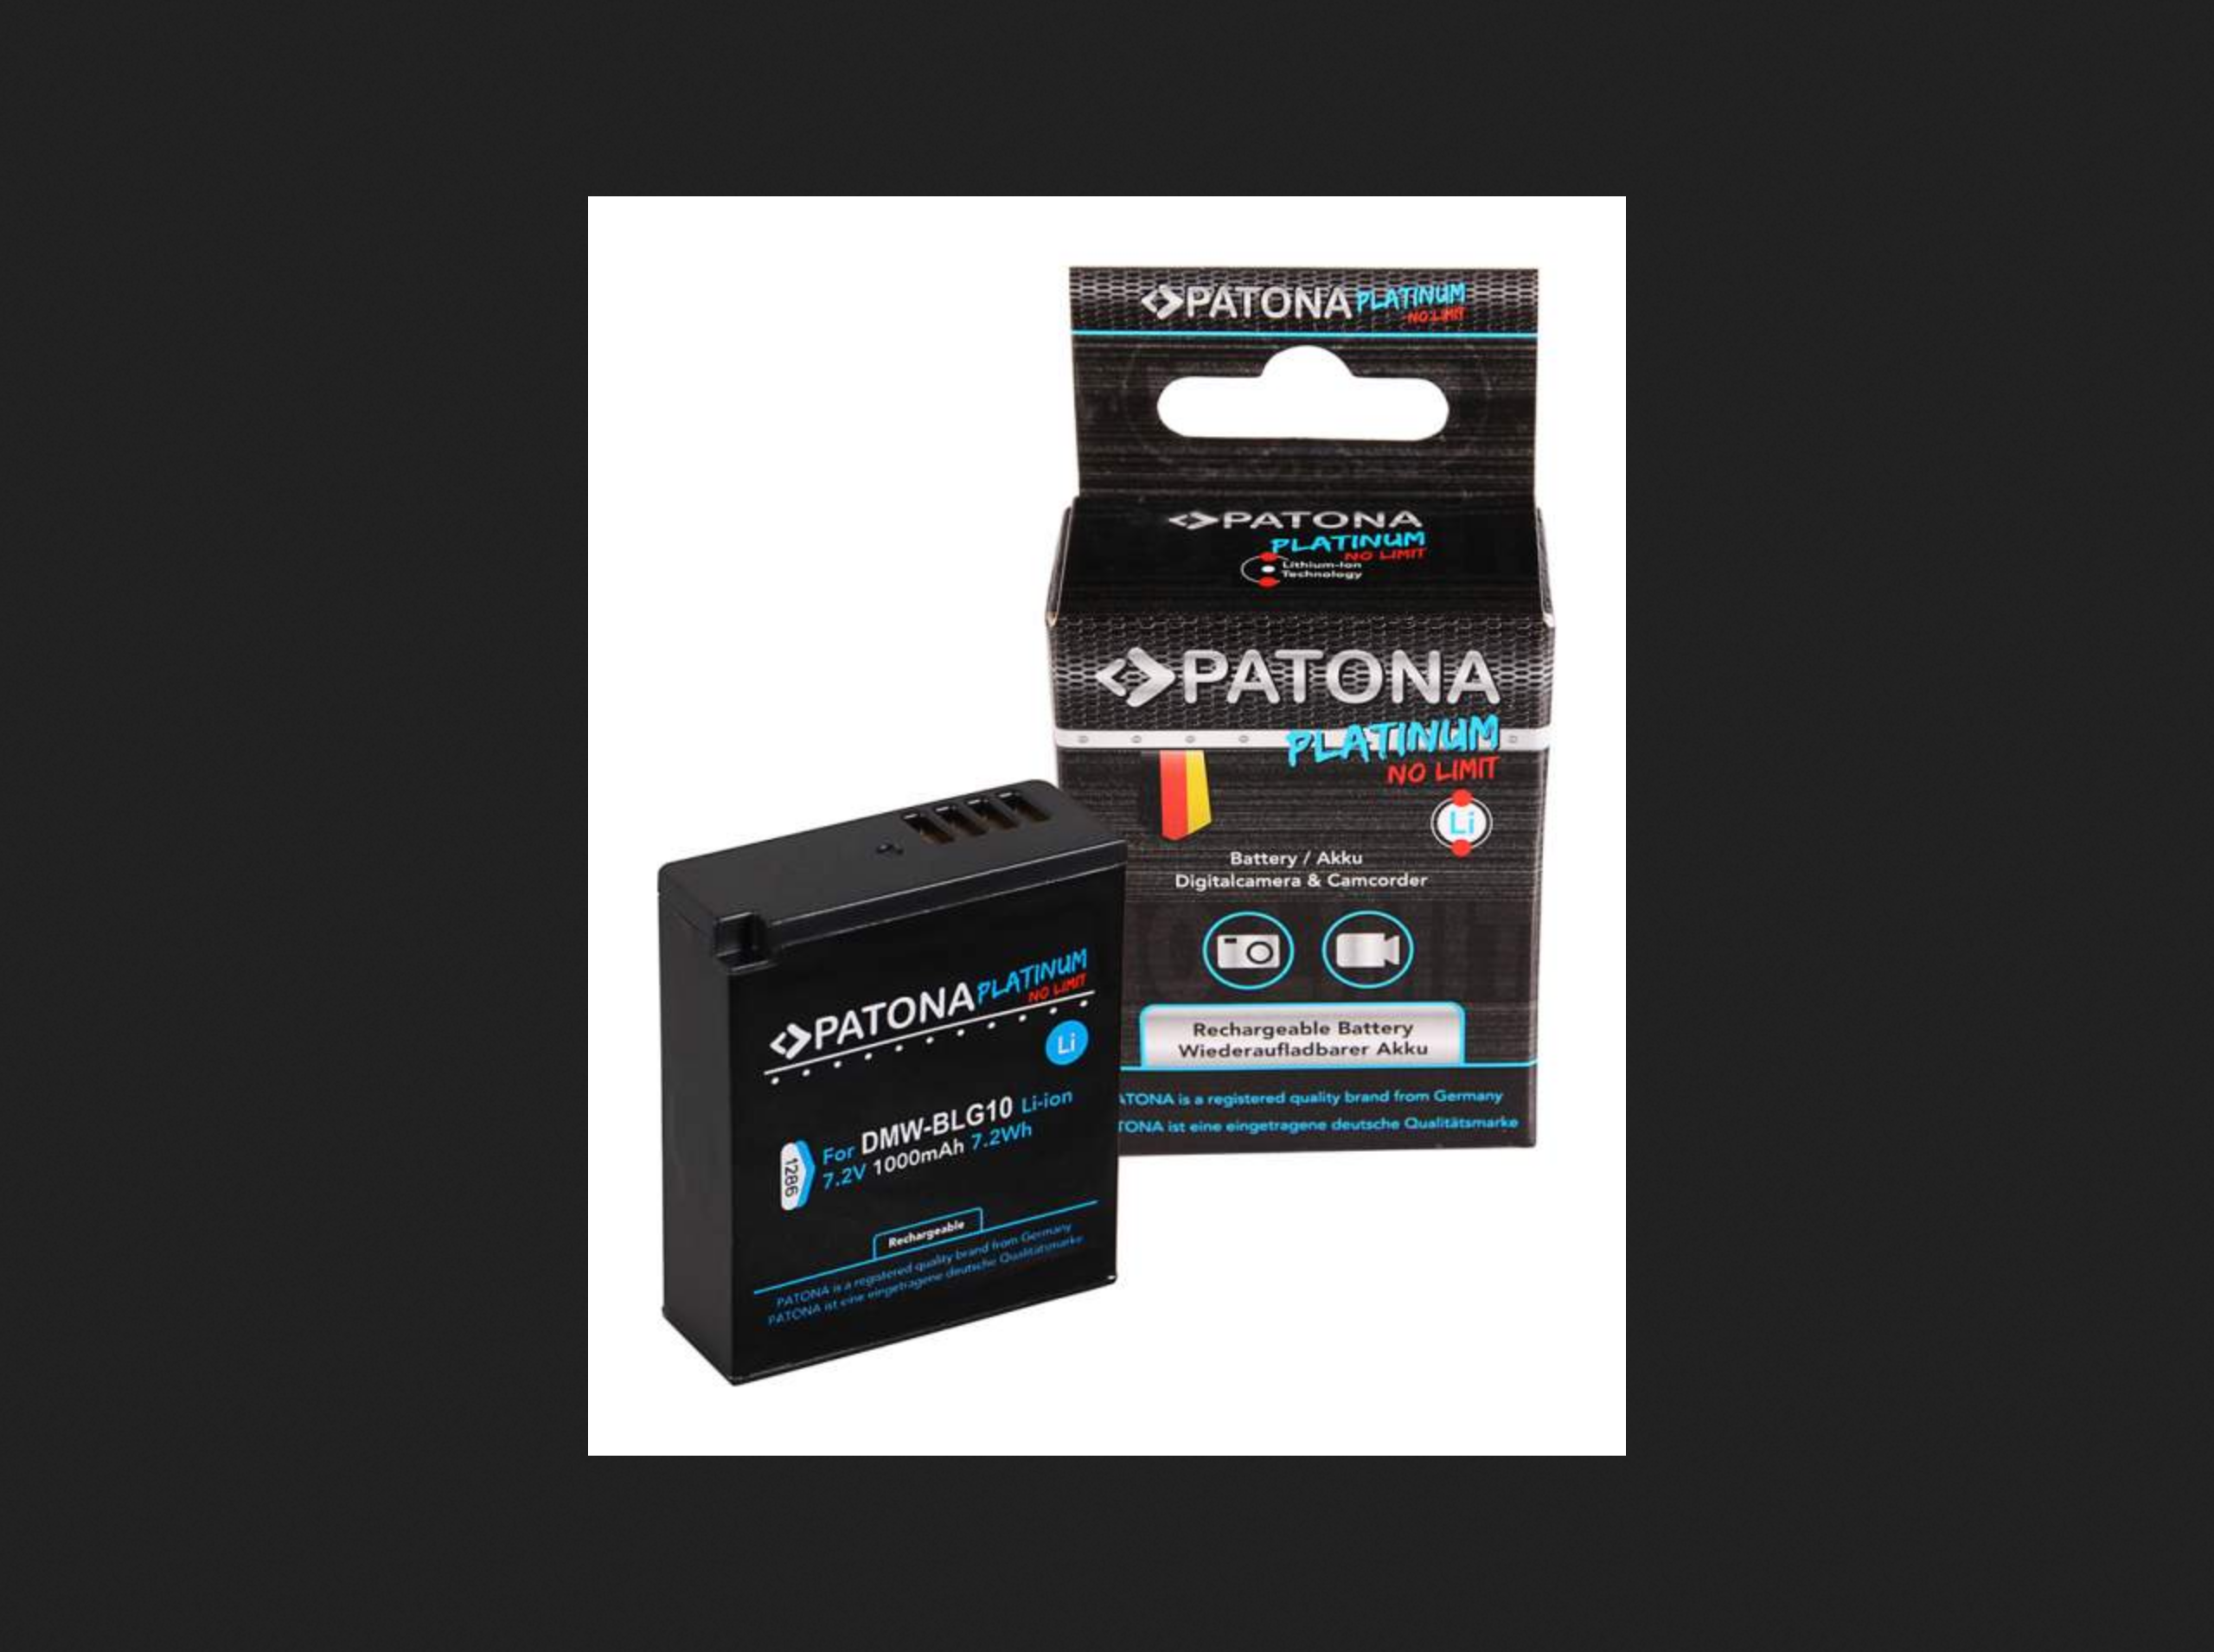 PATONA PLATINUM
NO LIMIT
PATONA
PLATINUM
NO LIMIT
Lithium-Ion
Technology
PATONA
PLATINUM
NO LIMIT
Li
Battery / Akku
Digitalcamera & Camcorder
Rechargeable Battery
Wiederaufladbarer Akku
is a registered quality brand from Germany
ist eine eingetragene deutsche Qualitätsmarke
PATONA PLATINUM
NO LIMIT
Li
For DMW-BLG10 Li-ion
7.2V 1000mAh 7.2Wh
1286
Rechargeable
PATONA is a registered quality brand from Germany
PATONA ist eine eingetragene deutsche Qualitätsmarke